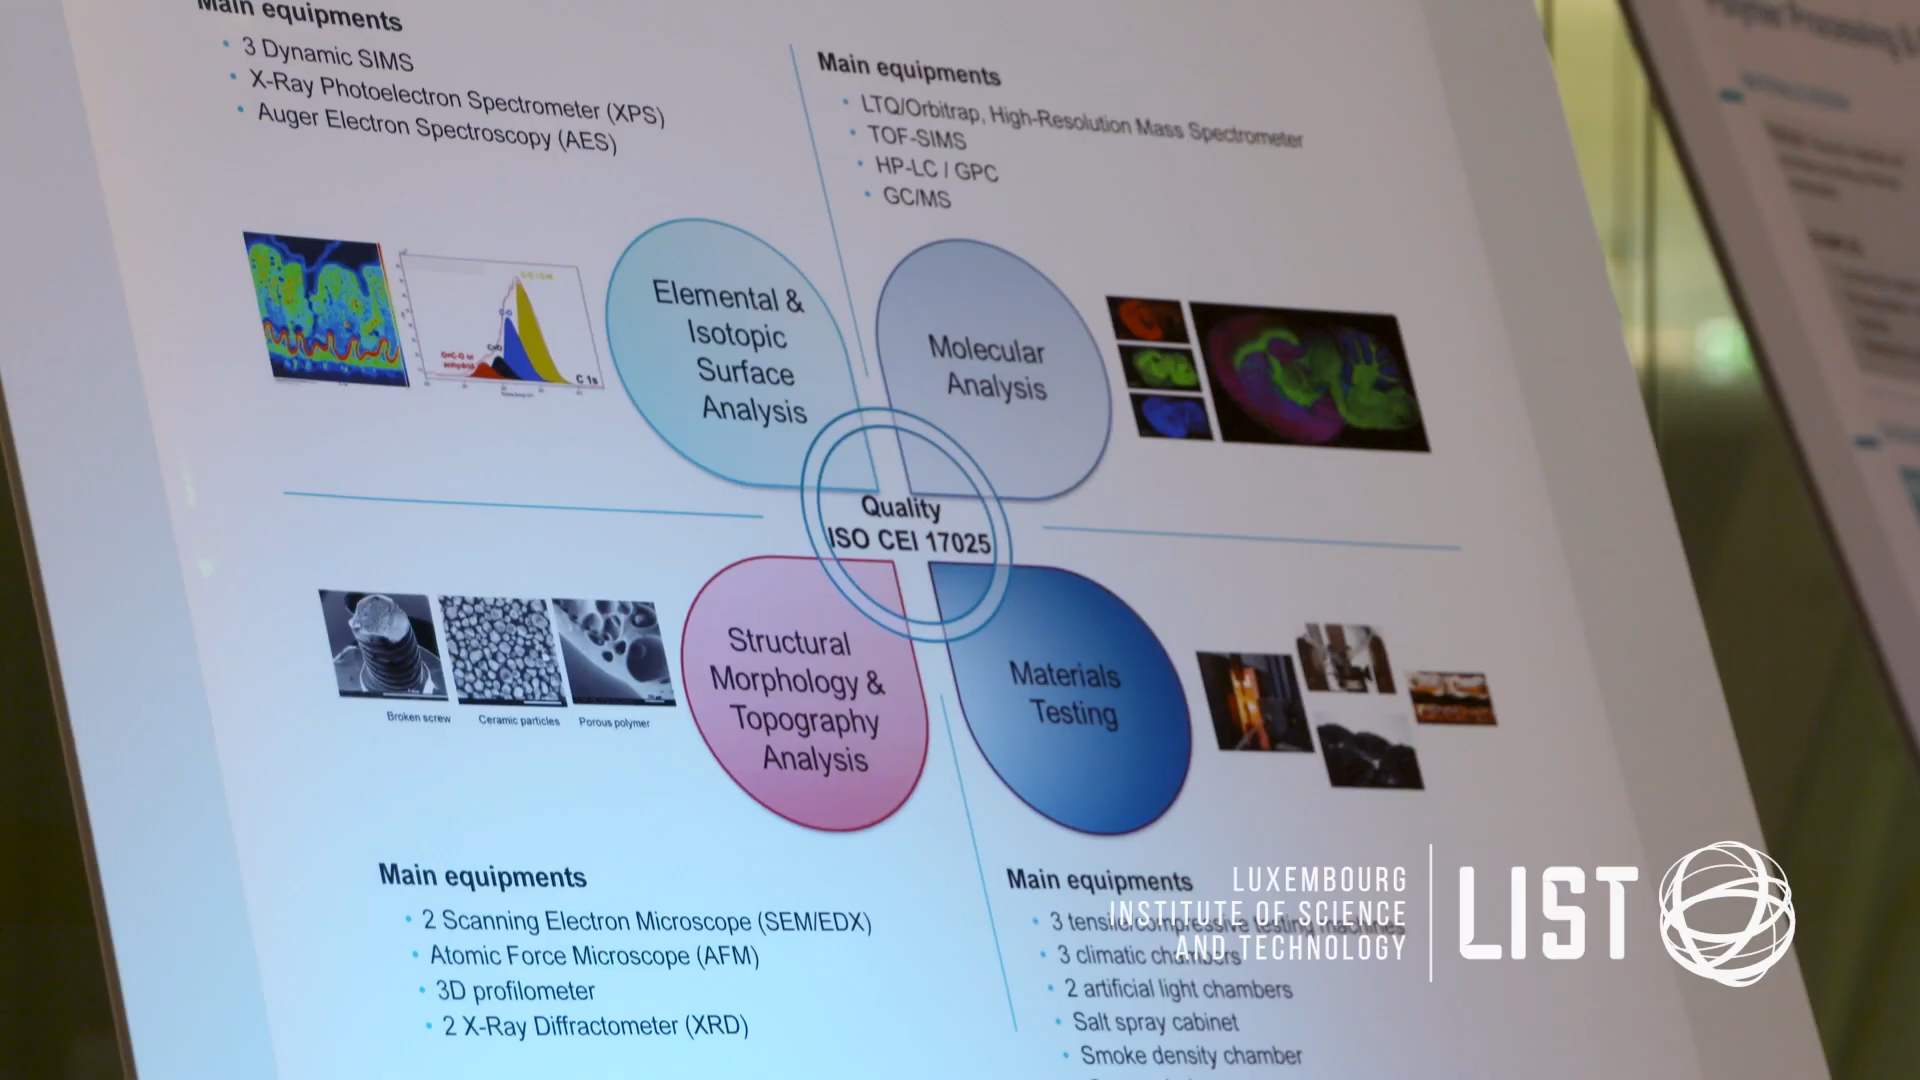 Main equipments
3 Dynamic SIMS
X-Ray Photoelectron Spectrometer (XPS)
Auger Electron Spectroscopy (AES)
Main equipments
LTQ/Orbitrap, High-Resolution Mass Spectrometer
TOF-SIMS
HP-LC / GPC
GC/MS
Elemental &
Isotopic
Surface
Analysis
Molecular
Analysis
C 1s
Quality
ISO CEI 17025
Structural
Morphology &
Topography
Analysis
Materials
Testing
Broken screw
Ceramic particles
Porous polymer
Main equipments
2 Scanning Electron Microscope (SEM/EDX)
Atomic Force Microscope (AFM)
3D profilometer
2 X-Ray Diffractometer (XRD)
Main equipments
3 tensile/compressive testing machines
3 climatic chambers
2 artificial light chambers
Salt spray cabinet
Smoke density chamber
LUXEMBOURG
INSTITUTE OF SCIENCE
AND TECHNOLOGY
LIST